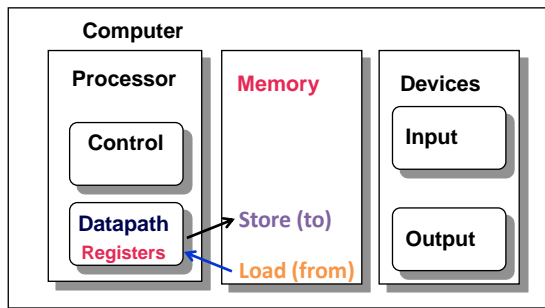 Computer
Processor
Control
Datapath
Registers
Memory
Store (to)
Load (from)
Devices
Input
Output